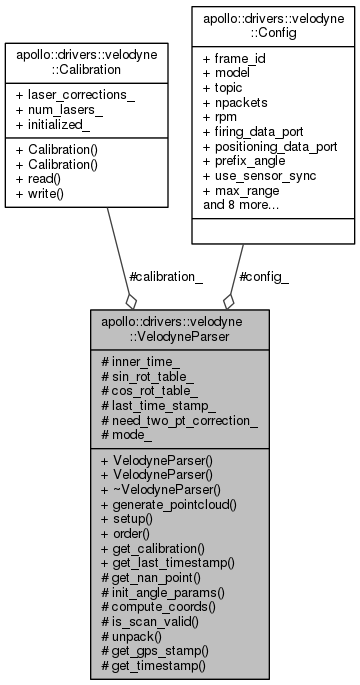 apollo::drivers::velodyne
::Calibration
+ laser_corrections_
+ num_lasers_
+ initialized_
+ Calibration()
+ Calibration()
+ read()
+ write()
apollo::drivers::velodyne
::Config
+ frame_id
+ model
+ topic
+ npackets
+ rpm
+ firing_data_port
+ positioning_data_port
+ prefix_angle
+ use_sensor_sync
+ max_range
and 8 more...
#calibration_
#config_
apollo::drivers::velodyne
::VelodyneParser
# inner_time_
# sin_rot_table_
# cos_rot_table_
# last_time_stamp_
# need_two_pt_correction_
# mode_
+ VelodyneParser()
+ VelodyneParser()
+ ~VelodyneParser()
+ generate_pointcloud()
+ setup()
+ order()
+ get_calibration()
+ get_last_timestamp()
# get_nan_point()
# init_angle_params()
# compute_coords()
# is_scan_valid()
# unpack()
# get_gps_stamp()
# get_timestamp()